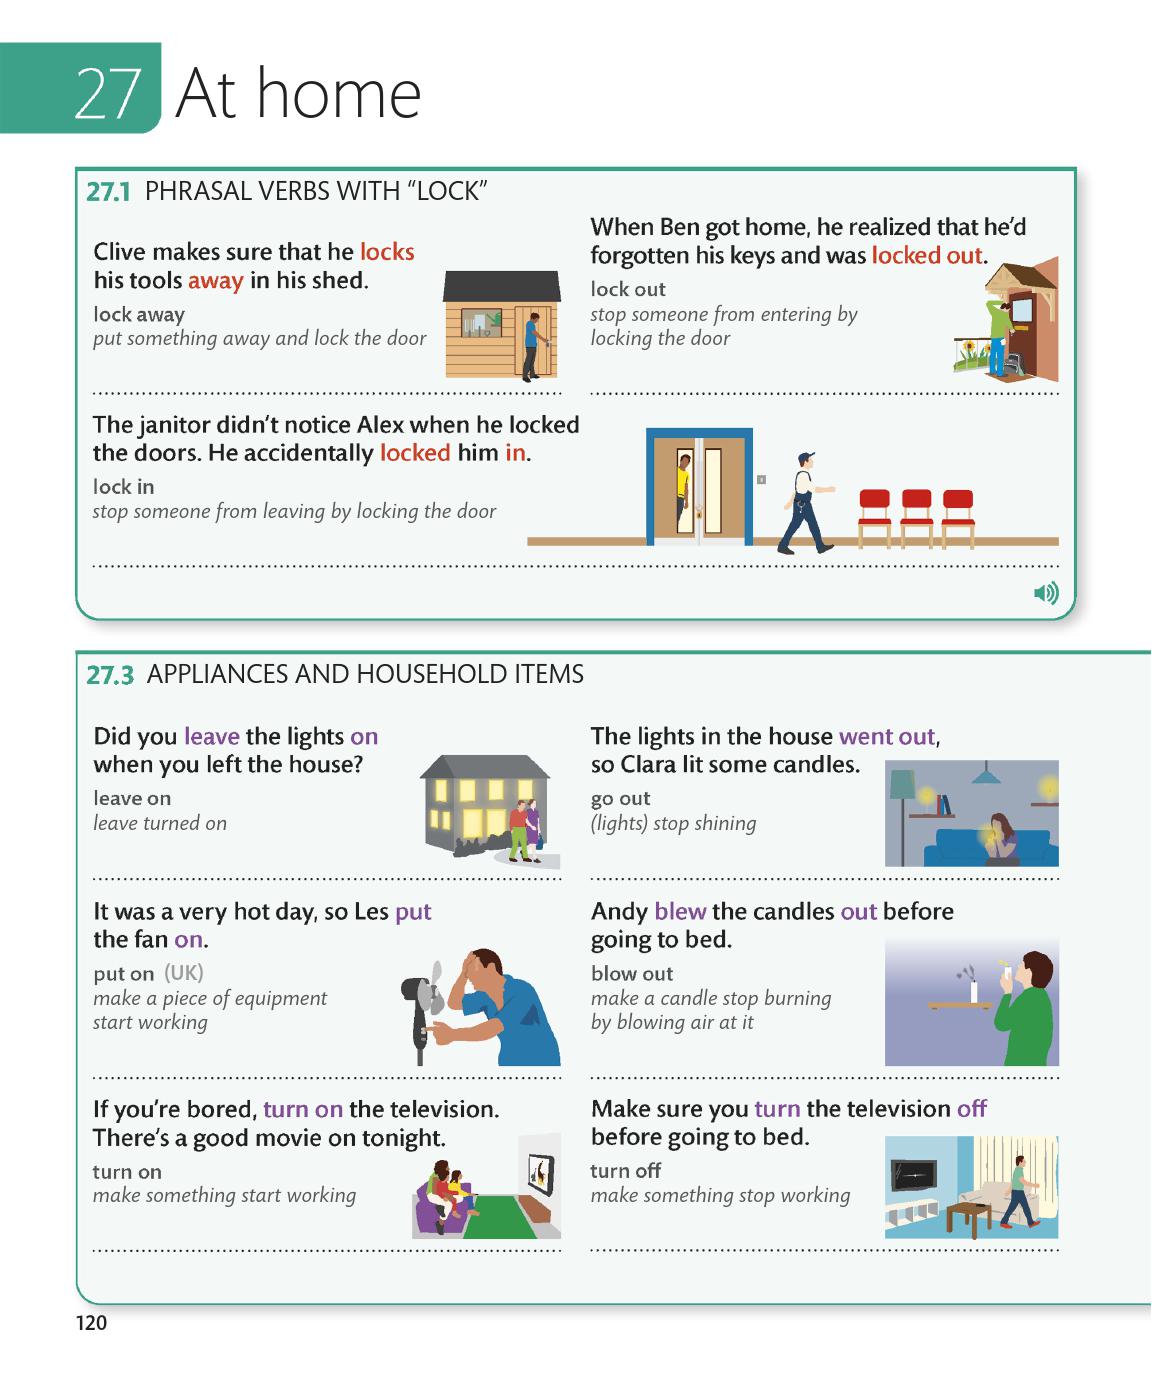 27 At home
27.1 PHRASAL VERBS WITH “LOCK”
Clive makes sure that he locks
his tools away in his shed.
lock away
put something away and lock the door
When Ben got home, he realized that he’d
forgotten his keys and was locked out.
lock out
stop someone from entering by
locking the door
The janitor didn’t notice Alex when he locked
the doors. He accidentally locked him in.
lock in
stop someone from leaving by locking the door
27.3 APPLIANCES AND HOUSEHOLD ITEMS
Did you leave the lights on
when you left the house?
leave on
leave turned on
The lights in the house went out,
so Clara lit some candles.
go out
(lights) stop shining
It was a very hot day, so Les put
the fan on.
put on (UK)
make a piece of equipment
start working
Andy blew the candles out before
going to bed.
blow out
make a candle stop burning
by blowing air at it
If you’re bored, turn on the television.
There’s a good movie on tonight.
turn on
make something start working
Make sure you turn the television off
before going to bed.
turn off
make something stop working
120